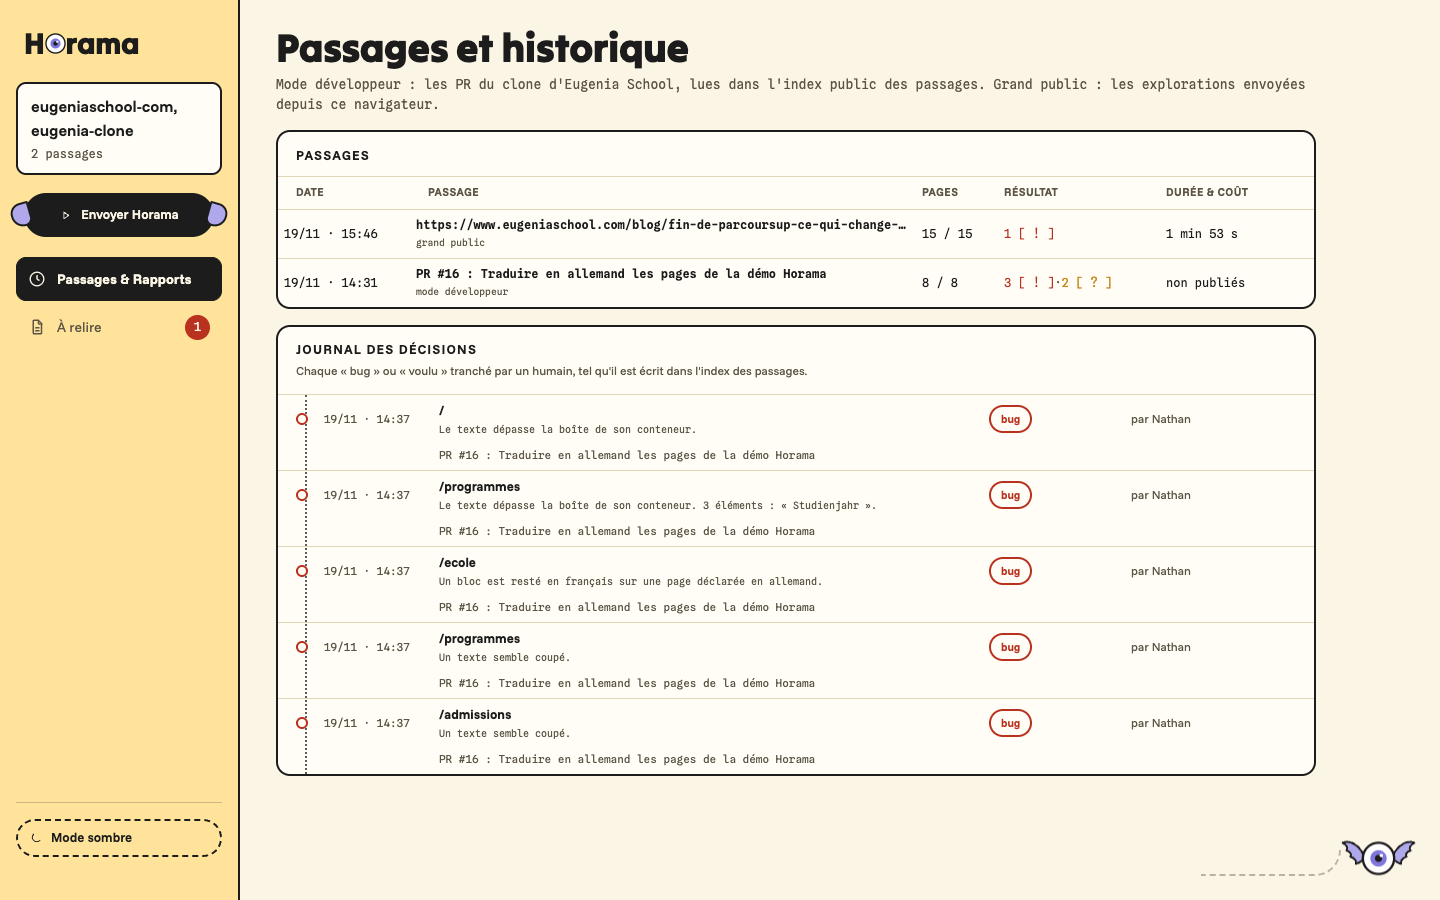 Horama
eugeniaschool-com,
eugenia-clone
2 passages
Envoyer Horama
Passages & Rapports
À relire 1
Mode sombre
Passages et historique
Mode développeur : les PR du clone d'Eugenia School, lues dans l'index public des passages. Grand public : les explorations envoyées
depuis ce navigateur.
PASSAGES
DATE PASSAGE PAGES RÉSULTAT DURÉE & COÛT
19/11 · 15:46 https://www.eugeniaschool.com/blog/fin-de-parcoursup-ce-qui-change-… 15 / 15 1 [ ! ] 1 min 53 s
grand public
19/11 · 14:31 PR #16 : Traduire en allemand les pages de la démo Horama 8 / 8 3 [ ! ]·2 [ ? ] non publiés
mode développeur
JOURNAL DES DÉCISIONS
Chaque « bug » ou « voulu » tranché par un humain, tel qu'il est écrit dans l'index des passages.
19/11 · 14:37 / bug par Nathan
Le texte dépasse la boîte de son conteneur.
PR #16 : Traduire en allemand les pages de la démo Horama
19/11 · 14:37 /programmes bug par Nathan
Le texte dépasse la boîte de son conteneur. 3 éléments : « Studienjahr ».
PR #16 : Traduire en allemand les pages de la démo Horama
19/11 · 14:37 /ecole bug par Nathan
Un bloc est resté en français sur une page déclarée en allemand.
PR #16 : Traduire en allemand les pages de la démo Horama
19/11 · 14:37 /programmes bug par Nathan
Un texte semble coupé.
PR #16 : Traduire en allemand les pages de la démo Horama
19/11 · 14:37 /admissions bug par Nathan
Un texte semble coupé.
PR #16 : Traduire en allemand les pages de la démo Horama